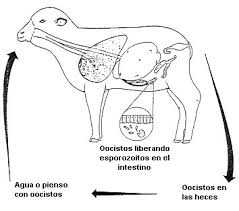 Oocistos liberando
esporozoitos en el
intestino
Agua o pienso
con oocistos
Oocistos en
las heces